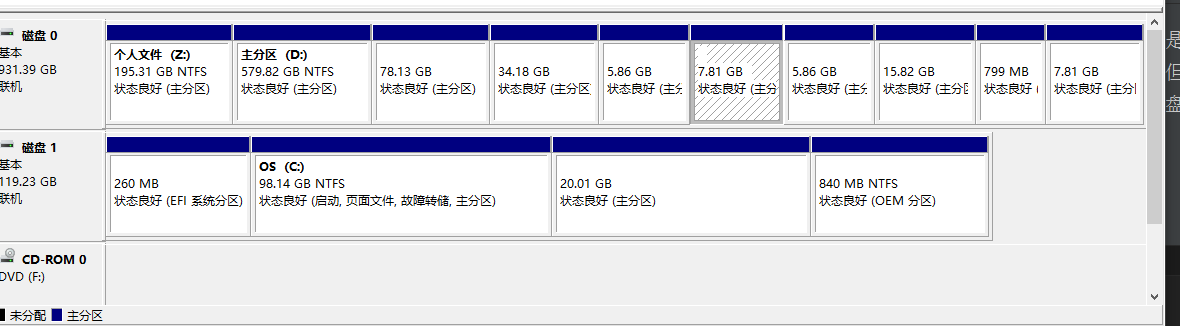 磁盘 0
基本
931.39 GB
联机
个人文件 (Z:)
195.31 GB NTFS
状态良好 (主分区)
主分区 (D:)
579.82 GB NTFS
状态良好 (主分区)
78.13 GB
状态良好 (主分区)
34.18 GB
状态良好 (主分区)
5.86 GB
状态良好 (主分
7.81 GB
状态良好 (主分
5.86 GB
状态良好 (主分
15.82 GB
状态良好 (主分区
799 MB
状态良好 (
7.81 GB
状态良好 (主分
磁盘 1
基本
119.23 GB
联机
260 MB
状态良好 (EFI 系统分区)
OS (C:)
98.14 GB NTFS
状态良好 (启动, 页面文件, 故障转储, 主分区)
20.01 GB
状态良好 (主分区)
840 MB NTFS
状态良好 (OEM 分区)
CD-ROM 0
DVD (F:)
未分配
主分区
是
但
盘